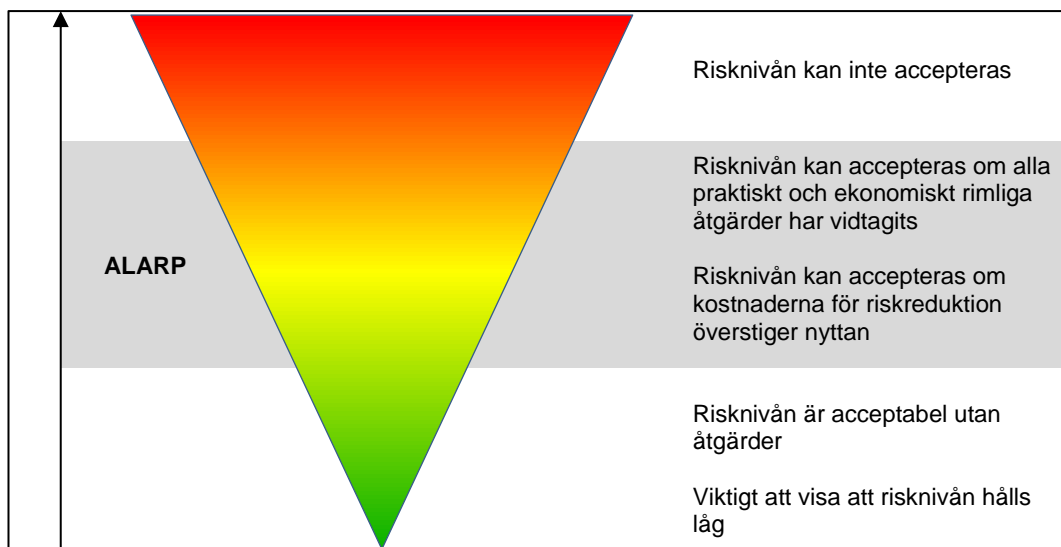 Risknivån kan inte accepteras
Risknivån kan accepteras om alla
praktiskt och ekonomiskt rimliga
åtgärder har vidtagits
ALARP
Risknivån kan accepteras om
kostnaderna för riskreduktion
överstiger nyttan
Risknivån är acceptabel utan
åtgärder
Viktigt att visa att risknivån hålls
låg